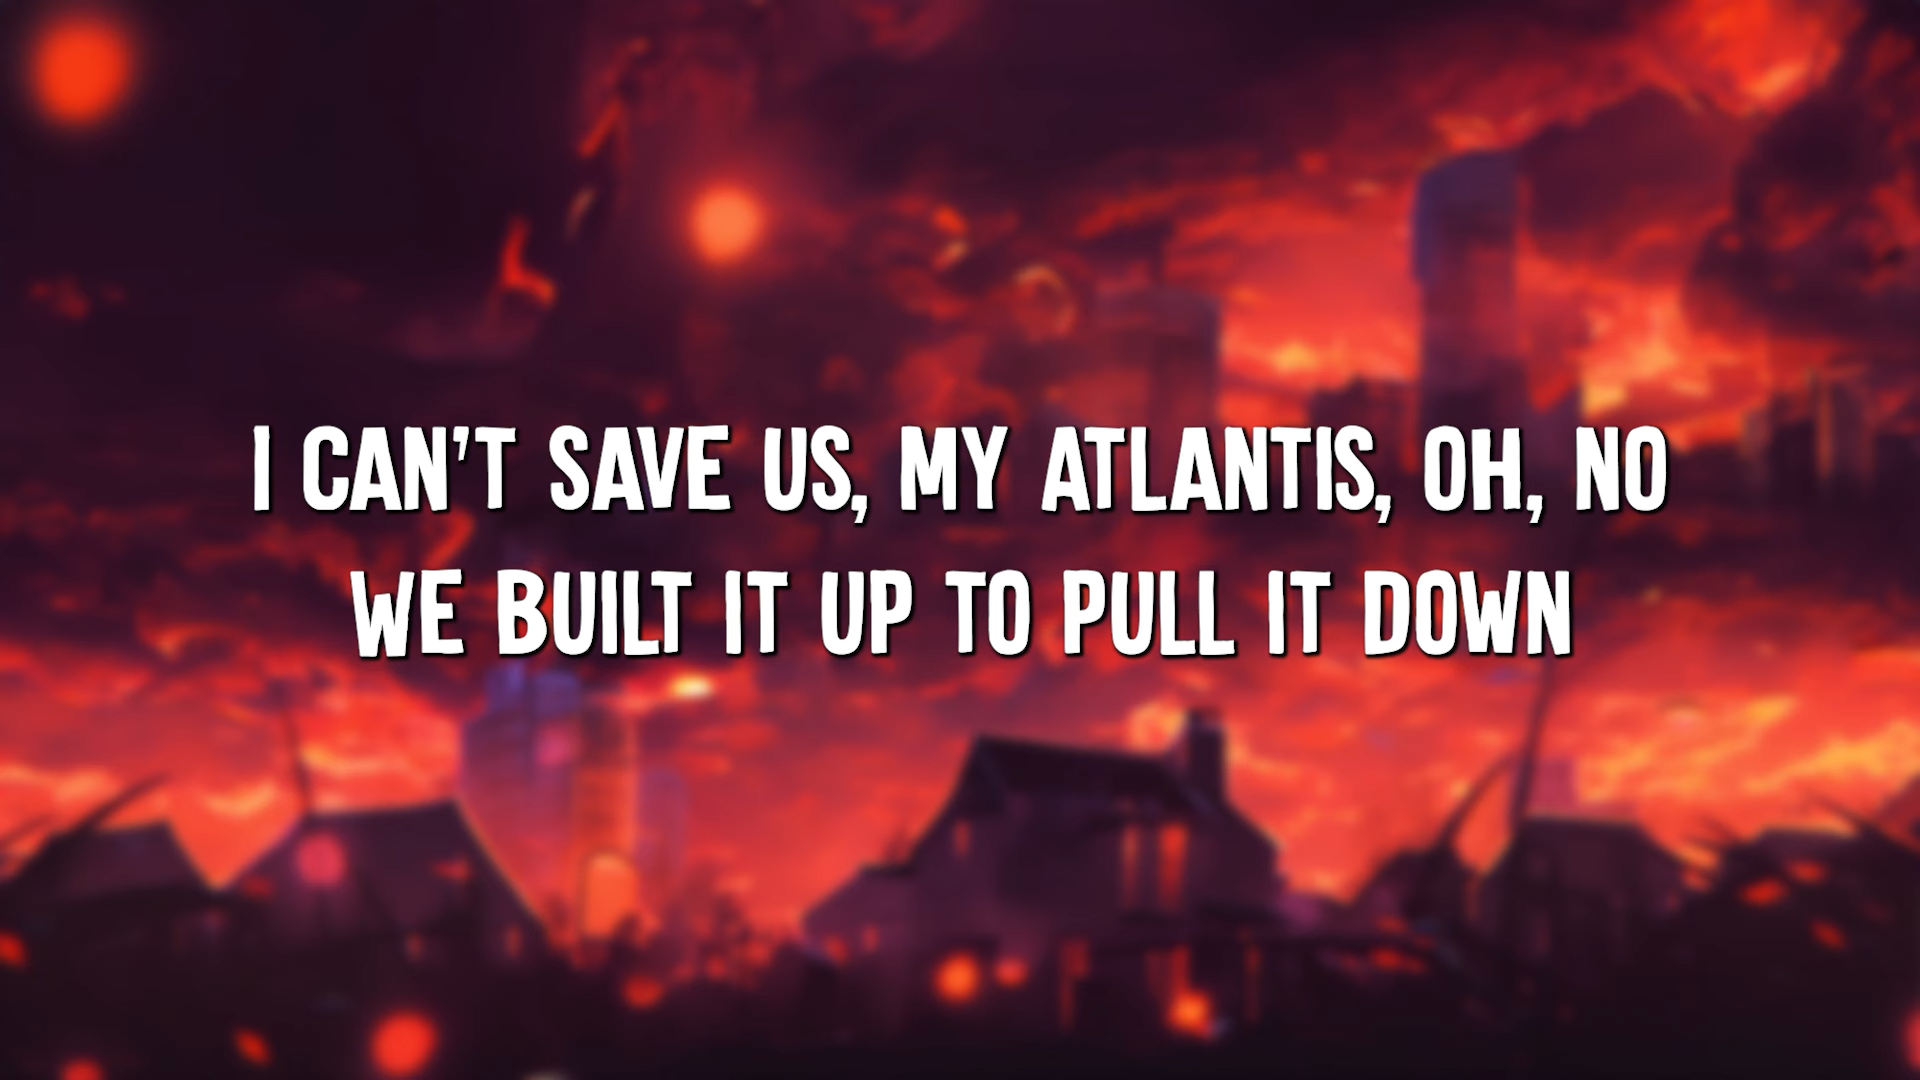 I CAN'T SAVE US, MY ATLANTIS, OH, NO
WE BUILT IT UP TO PULL IT DOWN